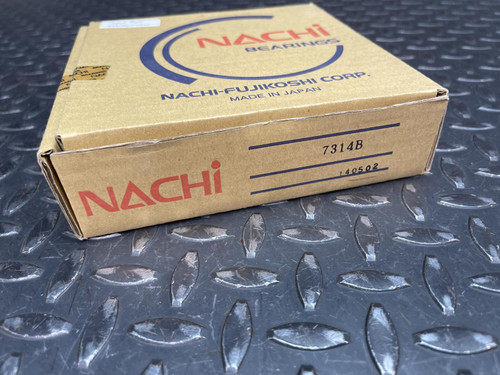 NACHi
BEARINGS
NACHI-FUJIKOSHI CORP.
MADE IN JAPAN
NACHi
7314B
140502